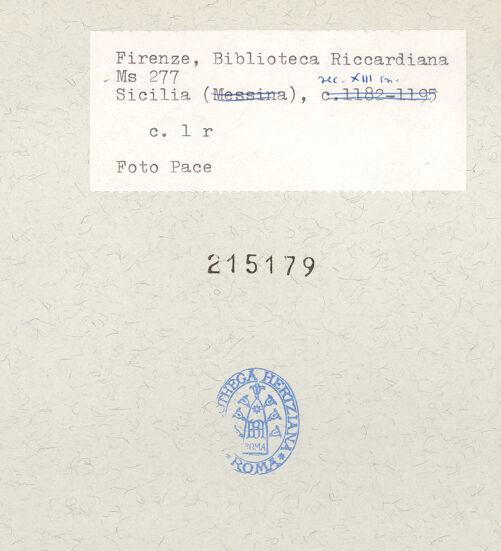 Firenze, Biblioteca Riccardiana
Ms 277
sec. XIII in.
Sicilia (Messina), c.1182-1195
c. 1 r
Foto Pace
215179
OTHECA HERTZIANA
ROMA
* ROMA *